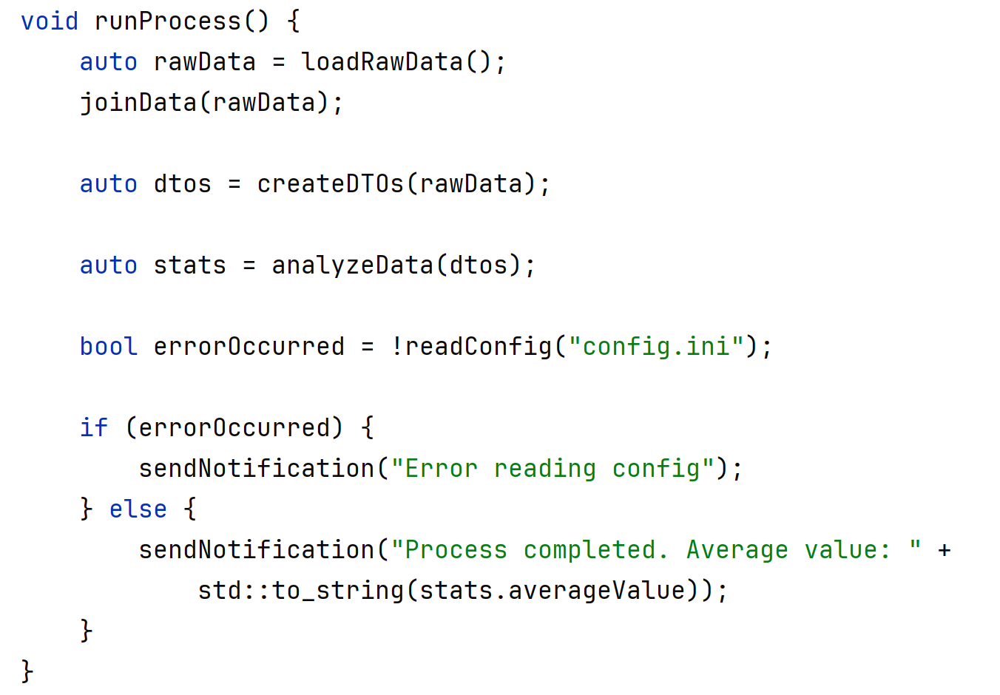 void runProcess() {
    auto rawData = loadRawData();
    joinData(rawData);

    auto dtos = createDTOs(rawData);

    auto stats = analyzeData(dtos);

    bool errorOccurred = !readConfig("config.ini");

    if (errorOccurred) {
        sendNotification("Error reading config");
    } else {
        sendNotification("Process completed. Average value: " +
            std::to_string(stats.averageValue));
    }
}